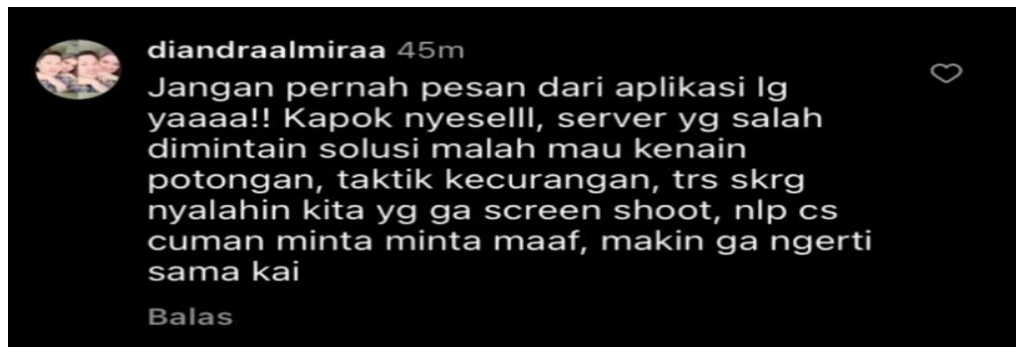 diandraalmiraa 45m
Jangan pernah pesan dari aplikasi lg
yaaaa!! Kapok nyeselll, server yg salah
dimintain solusi malah mau kenain
potongan, taktik kecurangan, trs skrg
nyalahin kita yg ga screen shoot, nlp cs
cuman minta minta maaf, makin ga ngerti
sama kai
Balas